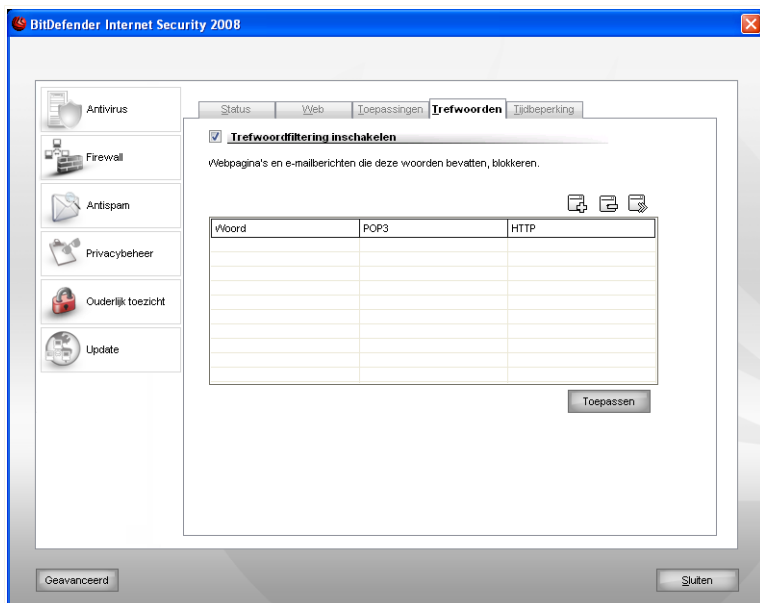 BitDefender Internet Security 2008
Antivirus
Firewall
Antispam
Privacybeheer
Ouderlijk toezicht
Update
Status Web Toepassingen Trefwoorden Tijdbeperking
Trefwoordfiltering inschakelen
Webpagina's en e-mailberichten die deze woorden bevatten, blokkeren.
Woord POP3 HTTP
Toepassen
Geavanceerd
Sluiten